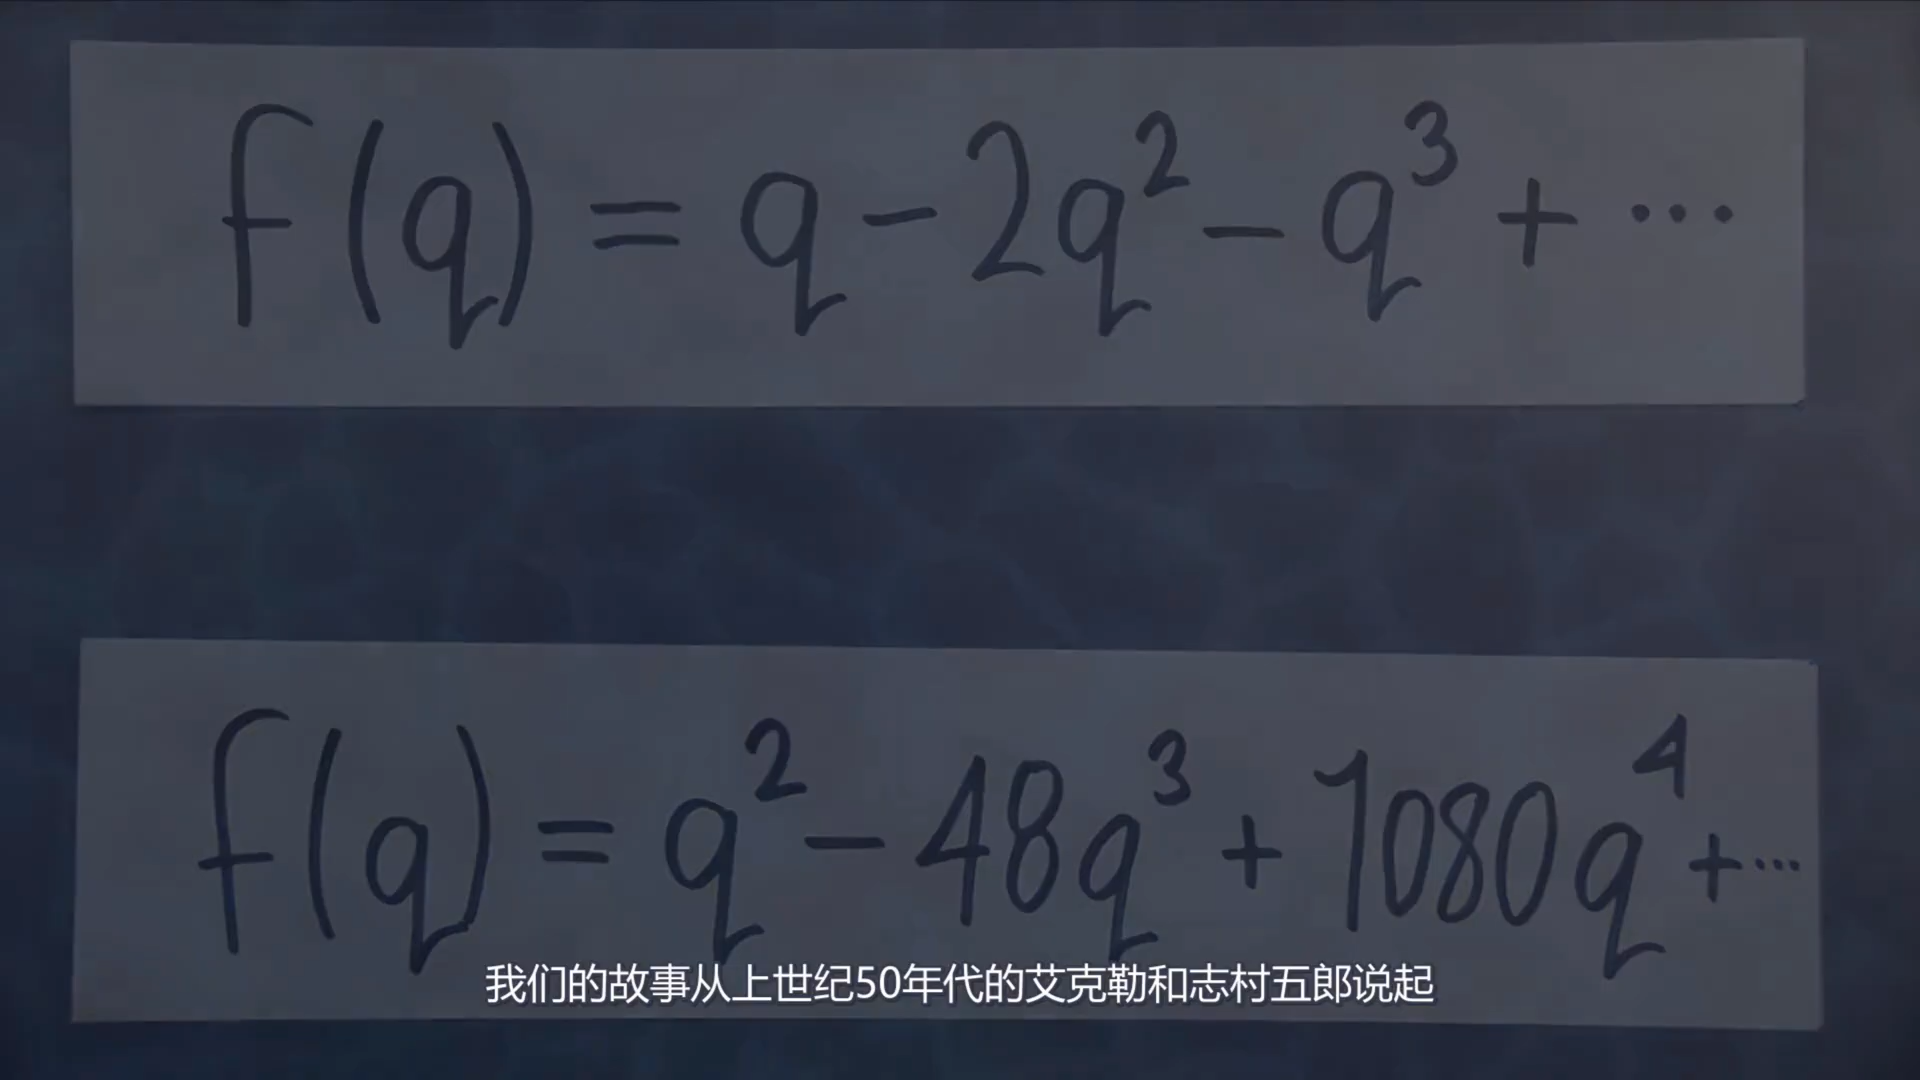 f(q) = q - 2q² - q³ + ···
f(q) = q² - 48q³ + 1080q⁴ + ···
我们的故事从上世纪50年代的艾克勒和志村五郎说起